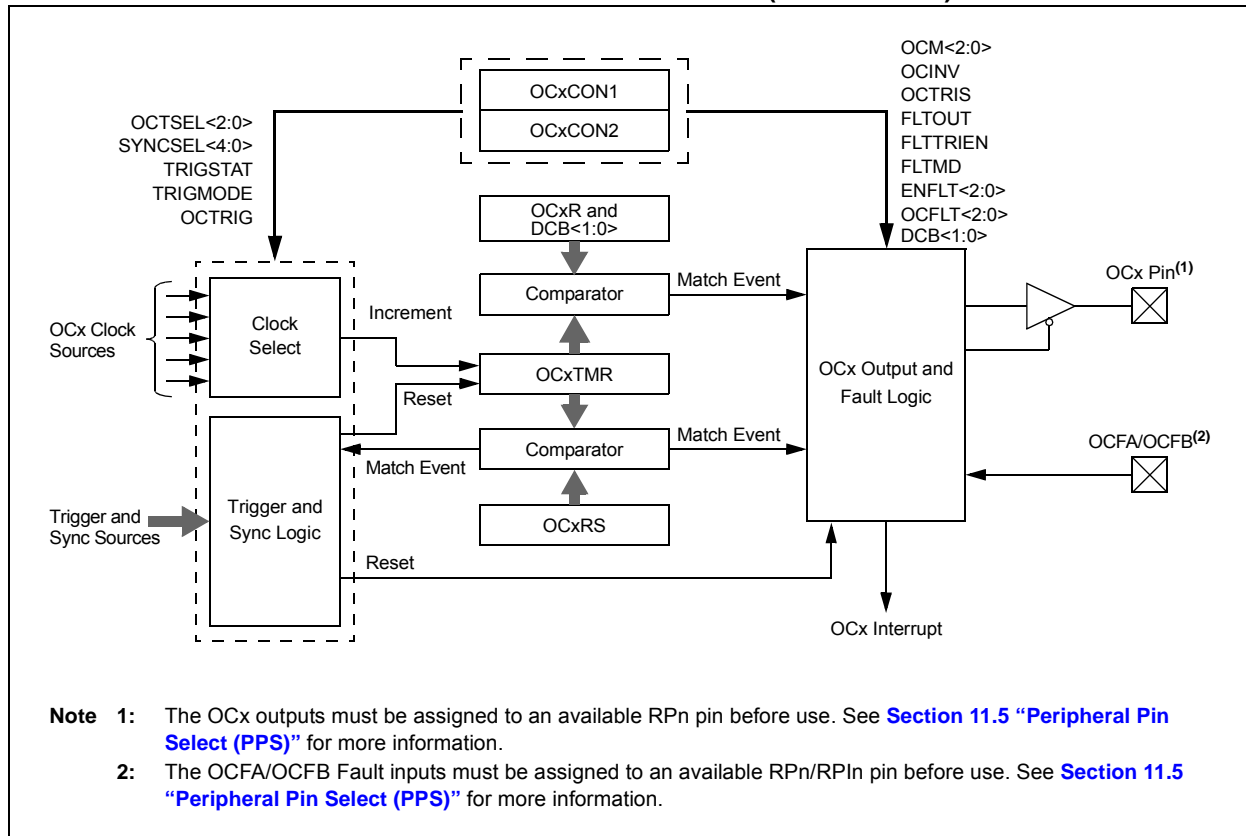 OCxCON1
OCxCON2
OCTSEL<2:0>
SYNCSEL<4:0>
TRIGSTAT
TRIGMODE
OCTRIG
OCM<2:0>
OCINV
OCTRIS
FLTOUT
FLTTRIEN
FLTMD
ENFLT<2:0>
OCFLT<2:0>
DCB<1:0>
OCxR and
DCB<1:0>
OCx Clock
Sources
Clock
Select
Increment
Reset
Comparator
Match Event
OCxTMR
Comparator
Match Event
Match Event
OCxRS
Trigger and
Sync Sources
Trigger and
Sync Logic
Reset
OCx Output and
Fault Logic
OCx Pin(1)
OCFA/OCFB(2)
OCx Interrupt
Note 1: The OCx outputs must be assigned to an available RPn pin before use. See Section 11.5 “Peripheral Pin
Select (PPS)” for more information.
2: The OCFA/OCFB Fault inputs must be assigned to an available RPn/RPIn pin before use. See Section 11.5
“Peripheral Pin Select (PPS)” for more information.